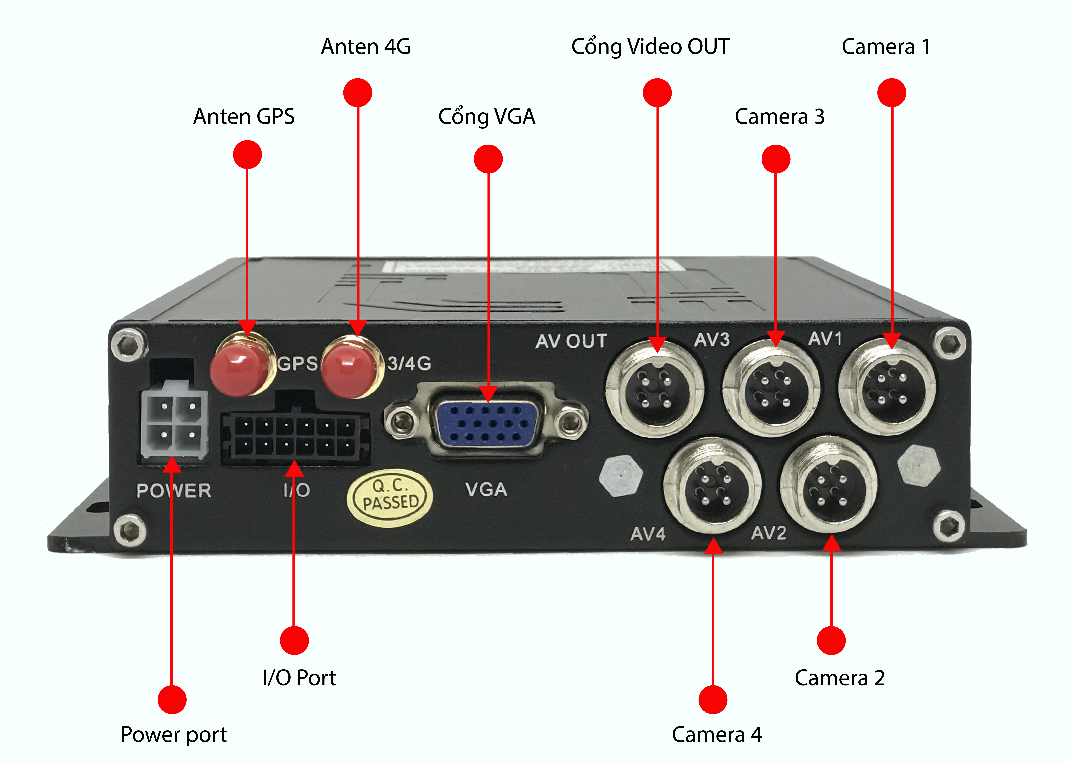 Anten 4G
Cổng Video OUT
Camera 1
Anten GPS
Cổng VGA
Camera 3
AV OUT
AV3
AV1
GPS
3/4G
POWER
I/O
Q.C.
PASSED
VGA
AV4
AV2
I/O Port
Camera 2
Power port
Camera 4